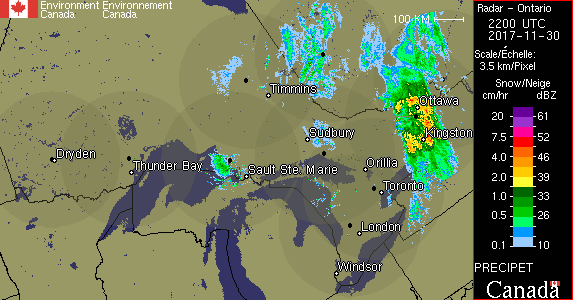 Environment Environnement
Canada Canada
100 KM
Timmins
Ottawa
Sudbury
Kingston
Dryden
Thunder Bay
Sault Ste. Marie
Orillia
Toronto
London
Windsor
Radar - Ontario
2200 UTC
2017-11-30
Scale/Échelle:
3.5 km/Pixel
Snow/Neige
cm/hr dBZ
20 61
7.5 52
4.0 46
2.0 39
1.0 33
0.5 26
0.1 10
PRECIPET
Canada